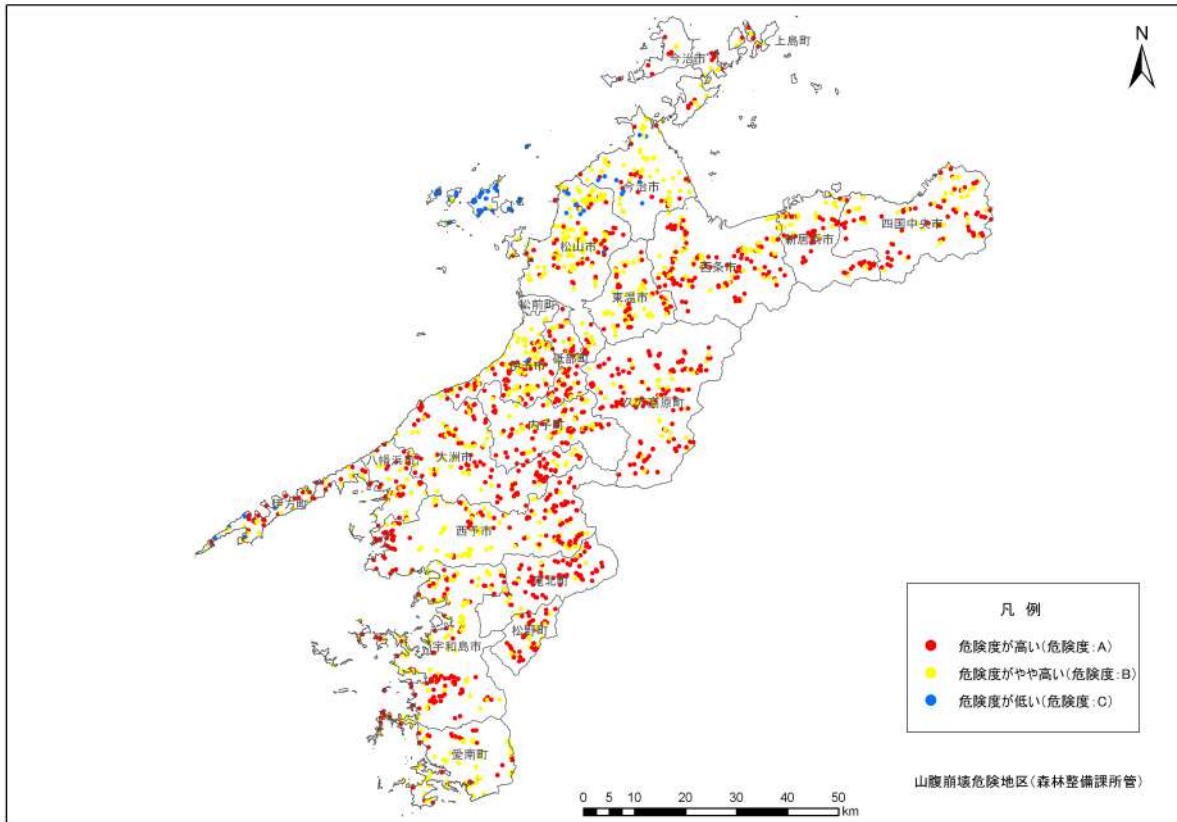 N
上島町
今治市
今治市
四国中央市
新居浜市
松山市
西条市
東温市
松前町
砥部町
伊予市
久万高原町
内子町
大洲市
八幡浜市
伊方町
西予市
鬼北町
松野町
宇和島市
愛南町
凡 例
危険度が高い(危険度:A)
危険度がやや高い(危険度:B)
危険度が低い(危険度:C)
山腹崩壊危険地区(森林整備課所管)
0 5 10 20 30 40 50
km